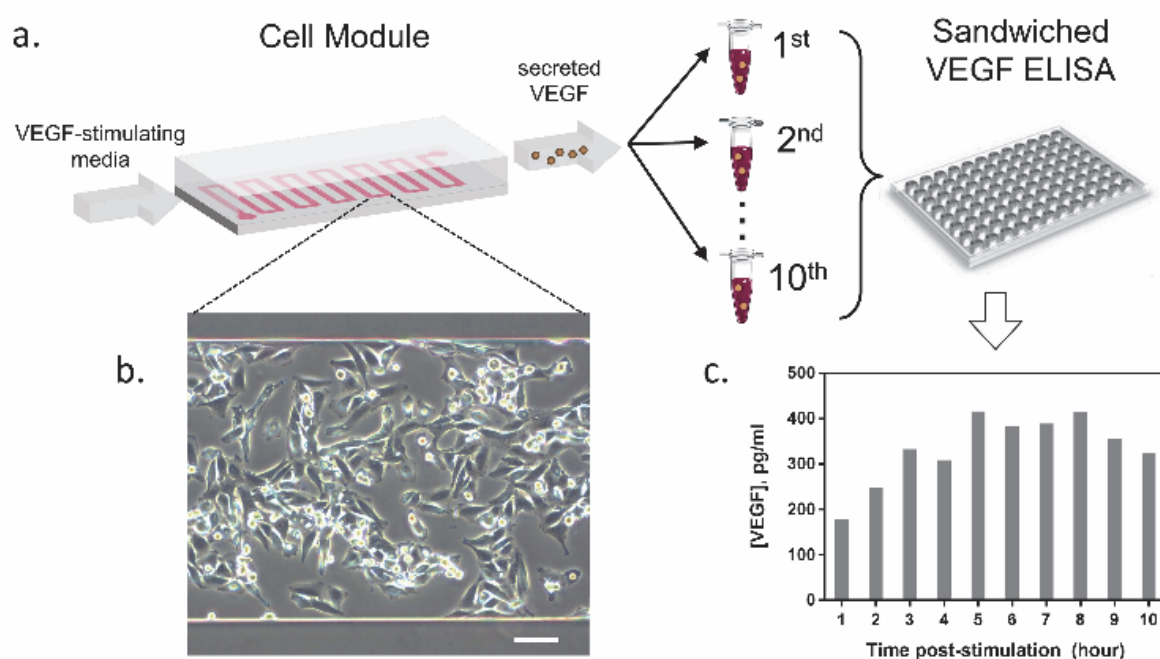 a.
Cell Module
VEGF-stimulating
media
secreted
VEGF
1st
2nd
10th
Sandwiched
VEGF ELISA
b.
c.
[VEGF], pg/ml
500
400
300
200
100
0
1 2 3 4 5 6 7 8 9 10
Time post-stimulation (hour)